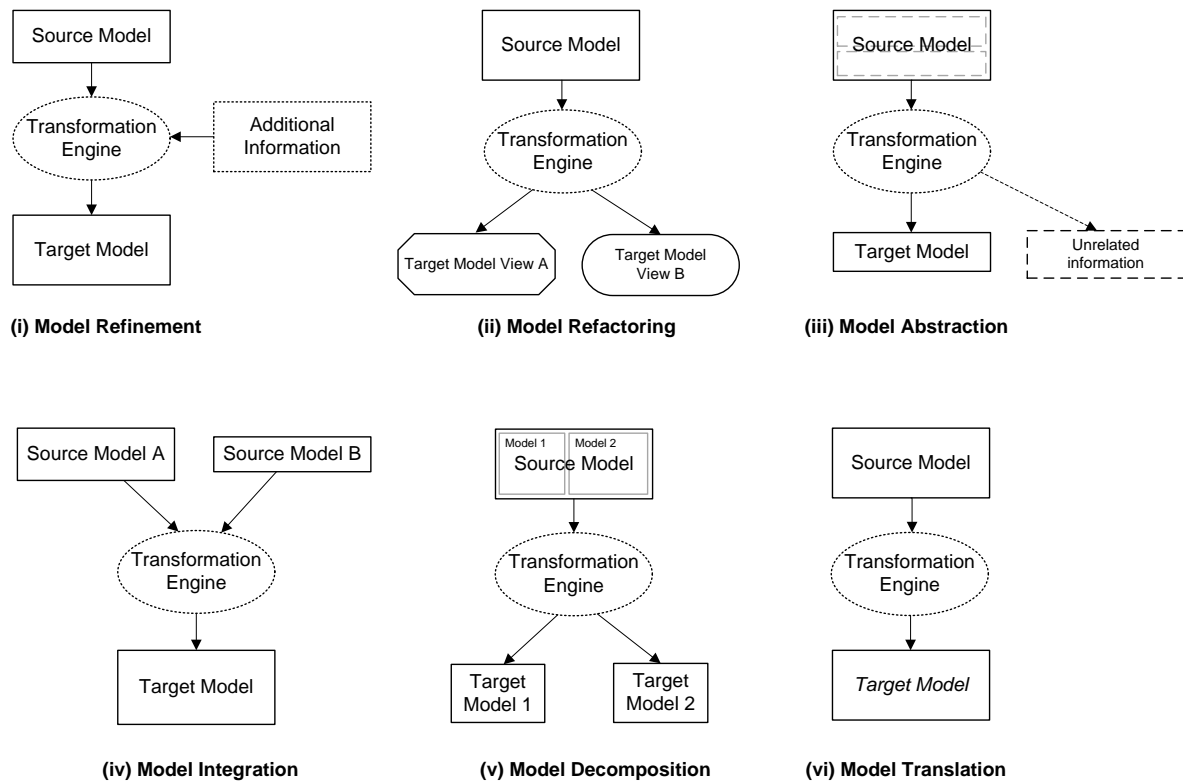 Source Model
Transformation
Engine
Additional
Information
Target Model
(i) Model Refinement
Source Model
Transformation
Engine
Target Model View A
Target Model
View B
(ii) Model Refactoring
Source Model
Transformation
Engine
Target Model
Unrelated
information
(iii) Model Abstraction
Source Model A
Source Model B
Transformation
Engine
Target Model
(iv) Model Integration
Model 1
Model 2
Source Model
Transformation
Engine
Target
Model 1
Target
Model 2
(v) Model Decomposition
Source Model
Transformation
Engine
Target Model
(vi) Model Translation